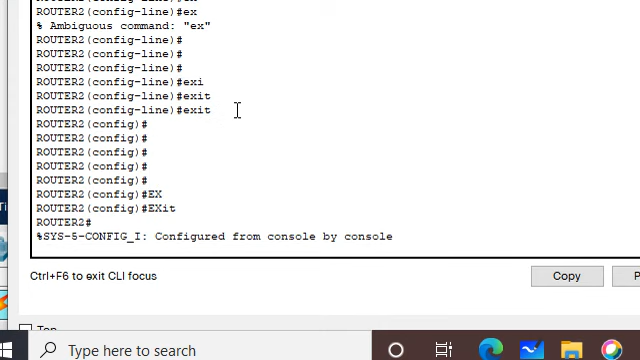 ROUTER2(config-line)#ex
% Ambiguous command: "ex"
ROUTER2(config-line)#
ROUTER2(config-line)#
ROUTER2(config-line)#
ROUTER2(config-line)#exi
ROUTER2(config-line)#exit
ROUTER2(config-line)#exit
ROUTER2(config)#
ROUTER2(config)#
ROUTER2(config)#
ROUTER2(config)#
ROUTER2(config)#
ROUTER2(config)#EX
ROUTER2(config)#EXit
ROUTER2#
%SYS-5-CONFIG_I: Configured from console by console
Ctrl+F6 to exit CLI focus
Copy
Top
Type here to search